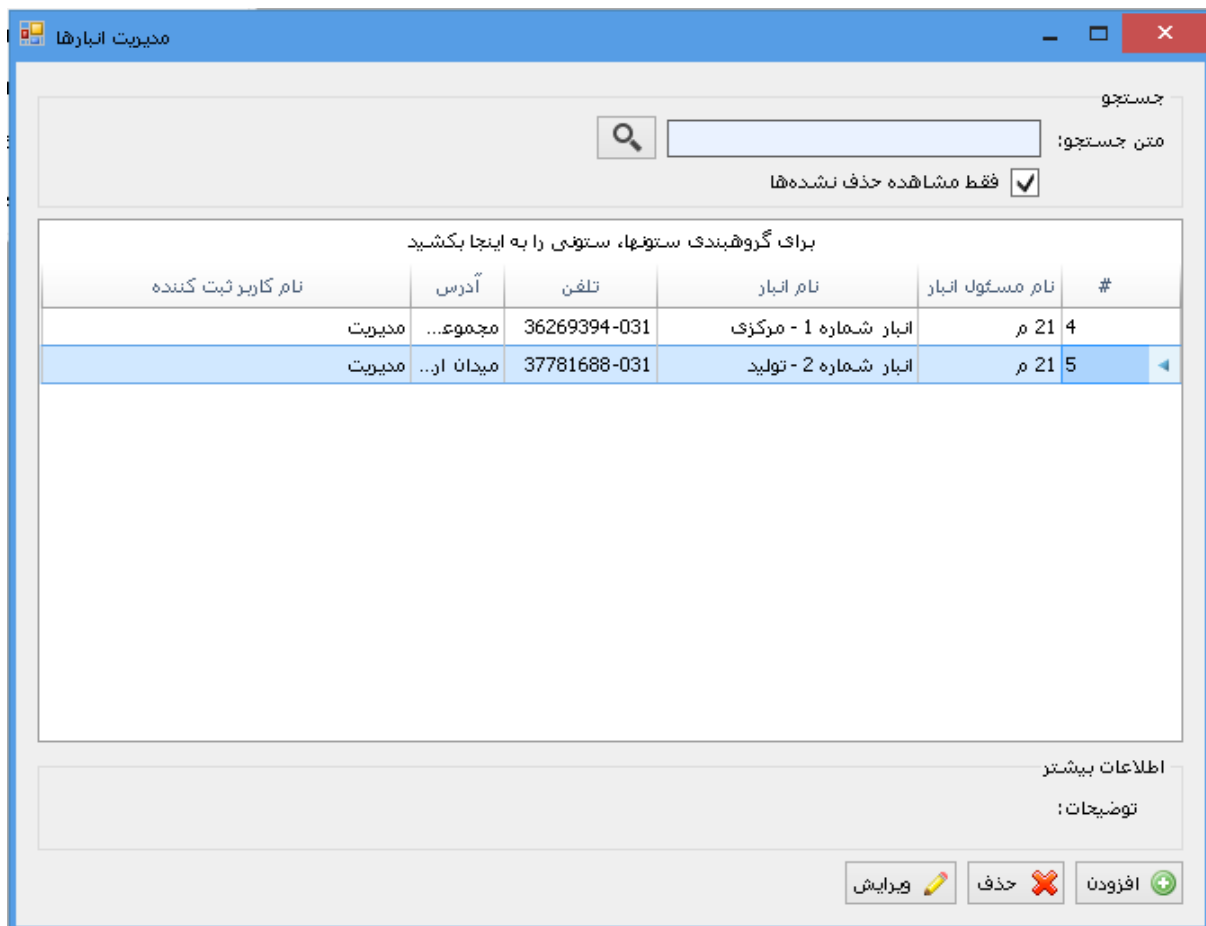 مدیریت انبارها
جستجو
متن جستجو:
فقط مشاهده حذف نشده‌ها
برای گروهبندی ستونها، ستونی را به اینجا بکشید
# نام مسئول انبار نام انبار تلفن آدرس نام کاربر ثبت کننده
4 21 م انبار شماره 1 - مرکزی 36269394-031 مجموع... مدیریت
5 21 م انبار شماره 2 - تولید 37781688-031 میدان ار... مدیریت
اطلاعات بیشتر
توضیحات:
افزودن حذف ویرایش